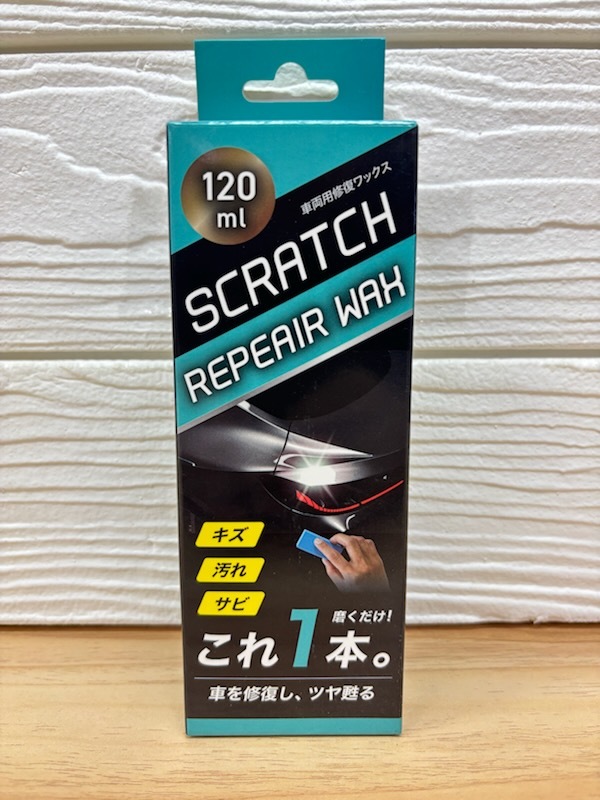 120
ml
車両用修復ワックス
SCRATCH
REPEAIR WAX
キズ
汚れ
サビ
磨くだけ!
これ1本。
車を修復し、ツヤ甦る